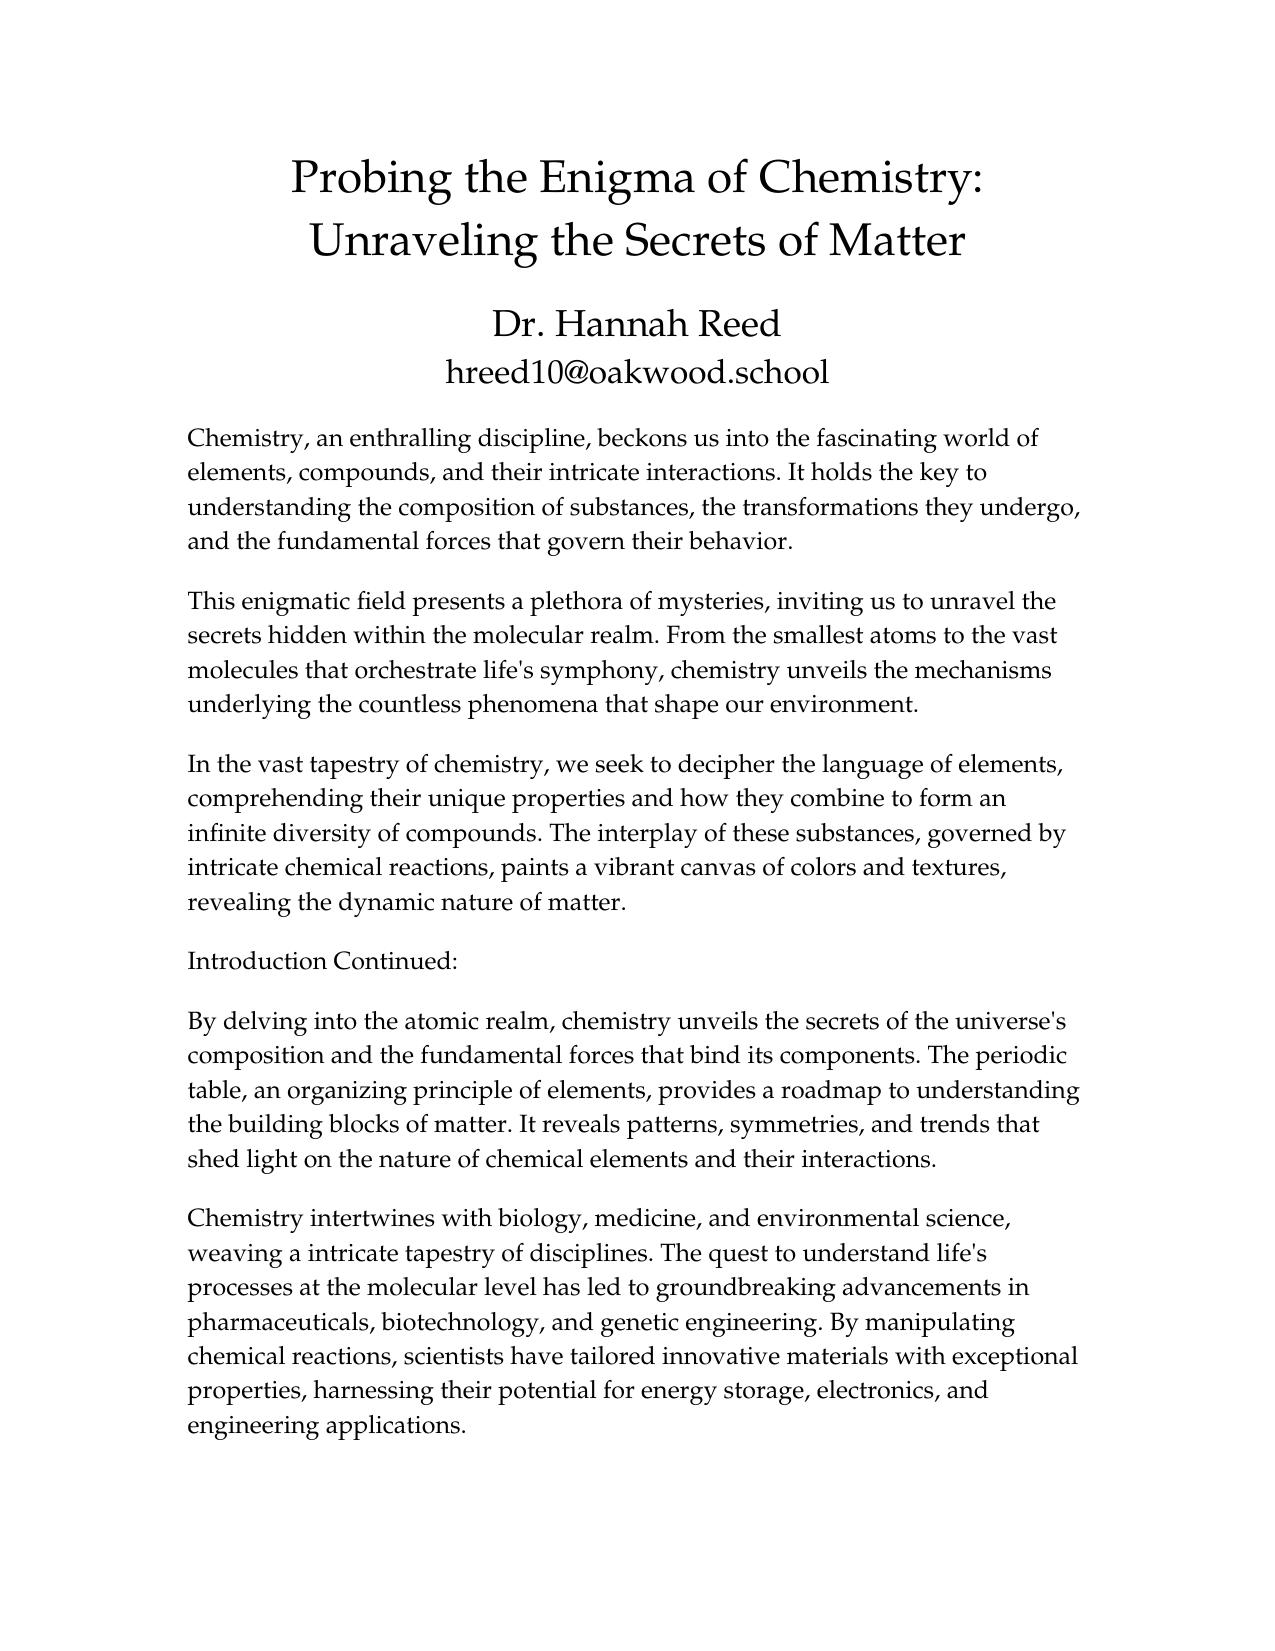 Probing the Enigma of Chemistry:
Unraveling the Secrets of Matter
Dr. Hannah Reed
hreed10@oakwood.school
Chemistry, an enthralling discipline, beckons us into the fascinating world of
elements, compounds, and their intricate interactions. It holds the key to
understanding the composition of substances, the transformations they undergo,
and the fundamental forces that govern their behavior.
This enigmatic field presents a plethora of mysteries, inviting us to unravel the
secrets hidden within the molecular realm. From the smallest atoms to the vast
molecules that orchestrate life's symphony, chemistry unveils the mechanisms
underlying the countless phenomena that shape our environment.
In the vast tapestry of chemistry, we seek to decipher the language of elements,
comprehending their unique properties and how they combine to form an
infinite diversity of compounds. The interplay of these substances, governed by
intricate chemical reactions, paints a vibrant canvas of colors and textures,
revealing the dynamic nature of matter.
Introduction Continued:
By delving into the atomic realm, chemistry unveils the secrets of the universe's
composition and the fundamental forces that bind its components. The periodic
table, an organizing principle of elements, provides a roadmap to understanding
the building blocks of matter. It reveals patterns, symmetries, and trends that
shed light on the nature of chemical elements and their interactions.
Chemistry intertwines with biology, medicine, and environmental science,
weaving a intricate tapestry of disciplines. The quest to understand life's
processes at the molecular level has led to groundbreaking advancements in
pharmaceuticals, biotechnology, and genetic engineering. By manipulating
chemical reactions, scientists have tailored innovative materials with exceptional
properties, harnessing their potential for energy storage, electronics, and
engineering applications.